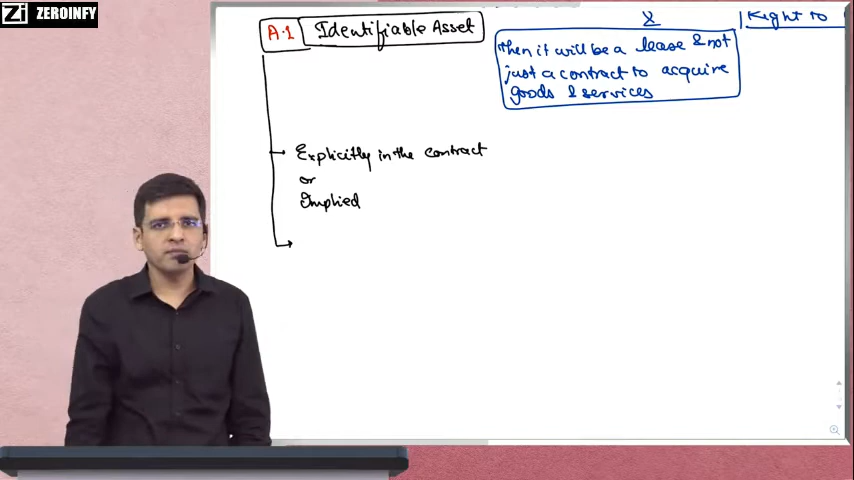 Zi ZEROINFY
A.1 Identifiable Asset
&
Right to
then it will be a lease & not
just a contract to acquire
goods & services
Explicitly in the contract
or
Implied